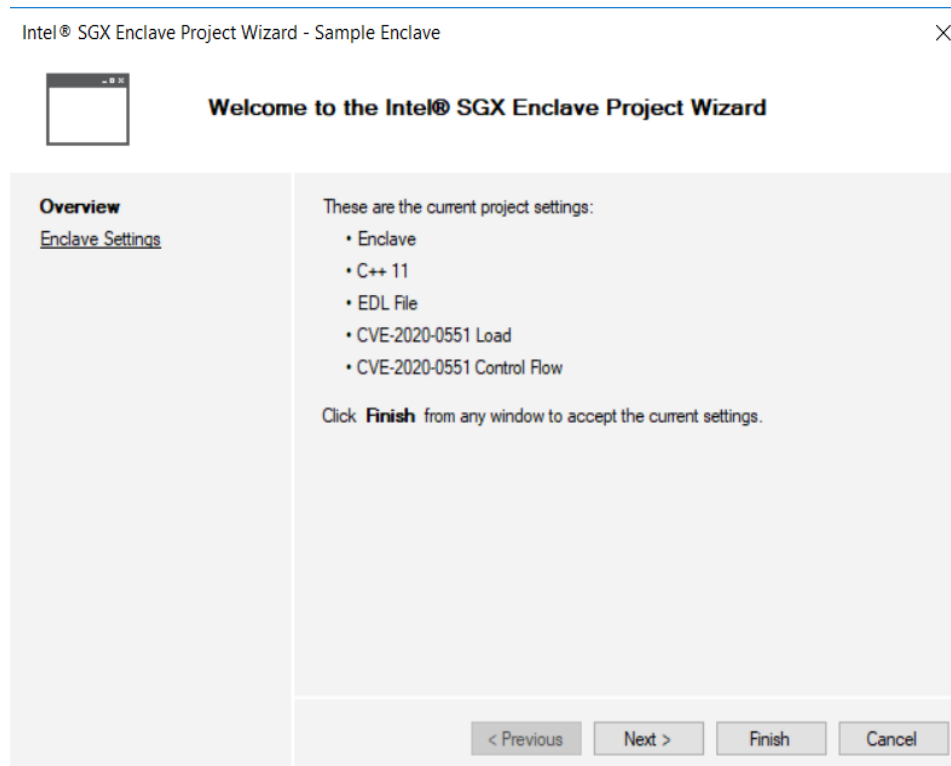 Intel® SGX Enclave Project Wizard - Sample Enclave
Welcome to the Intel® SGX Enclave Project Wizard
Overview
Enclave Settings
These are the current project settings:
• Enclave
• C++ 11
• EDL File
• CVE-2020-0551 Load
• CVE-2020-0551 Control Flow
Click Finish from any window to accept the current settings.
< Previous Next > Finish Cancel